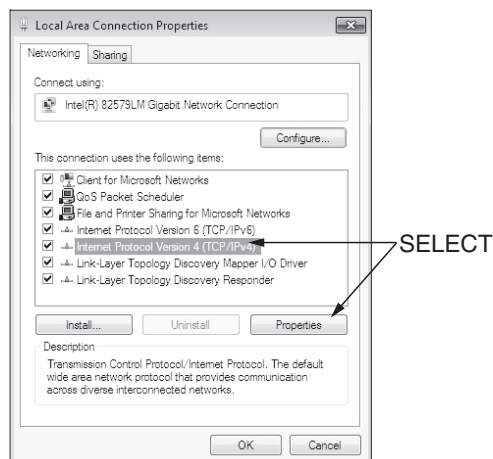 Local Area Connection Properties
Networking Sharing
Connect using:
Intel(R) 82579LM Gigabit Network Connection
Configure...
This connection uses the following items:
Client for Microsoft Networks
QoS Packet Scheduler
File and Printer Sharing for Microsoft Networks
Internet Protocol Version 6 (TCP/IPv6)
Internet Protocol Version 4 (TCP/IPv4)
SELECT
Link-Layer Topology Discovery Mapper I/O Driver
Link-Layer Topology Discovery Responder
Install... Uninstall Properties
Description
Transmission Control Protocol/Internet Protocol. The default
wide area network protocol that provides communication
across diverse interconnected networks.
OK Cancel